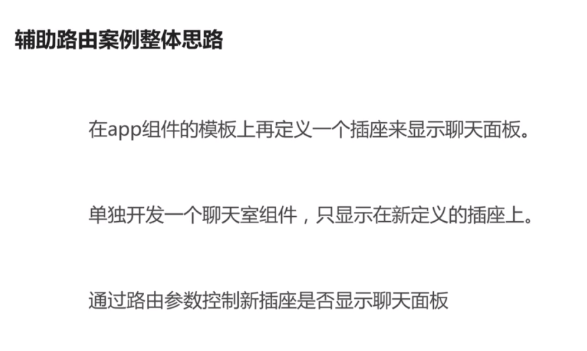 辅助路由案例整体思路
在app组件的模板上再定义一个插座来显示聊天面板。
单独开发一个聊天室组件，只显示在新定义的插座上。
通过路由参数控制新插座是否显示聊天面板